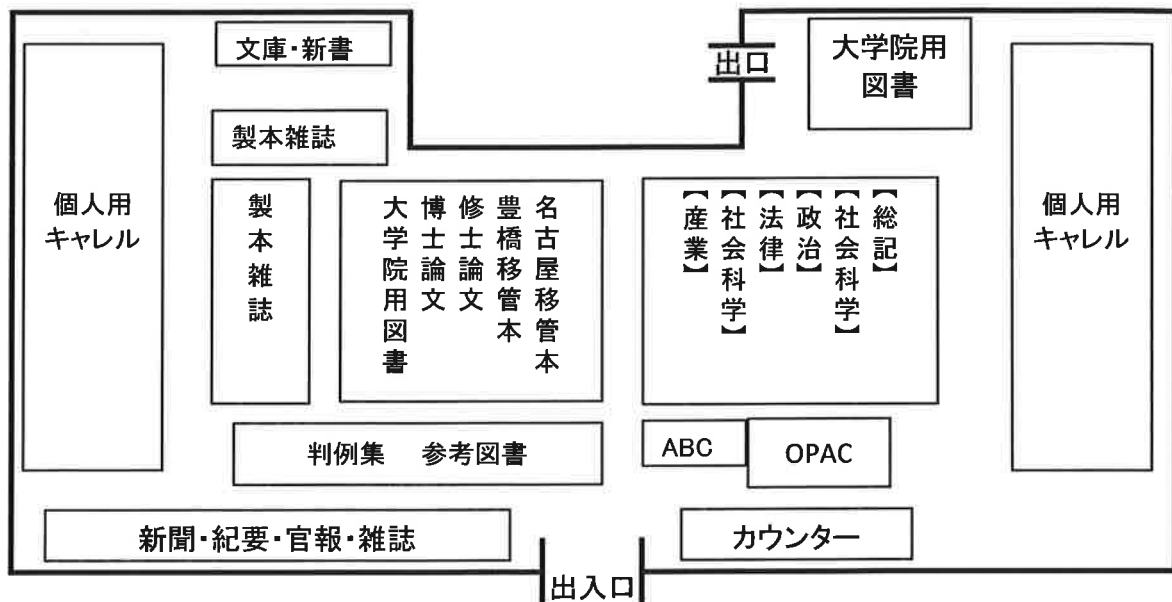 文庫・新書
出口
大学院用
図書
製本雑誌
個人用
キャレル
製本雑誌
名古屋移管本
豊橋移管本
修士論文
博士論文
大学院用図書
【総記】
【社会科学】
【政治】
【法律】
【社会科学】
【産業】
個人用
キャレル
判例集 参考図書
ABC
OPAC
新聞・紀要・官報・雑誌
カウンター
出入口